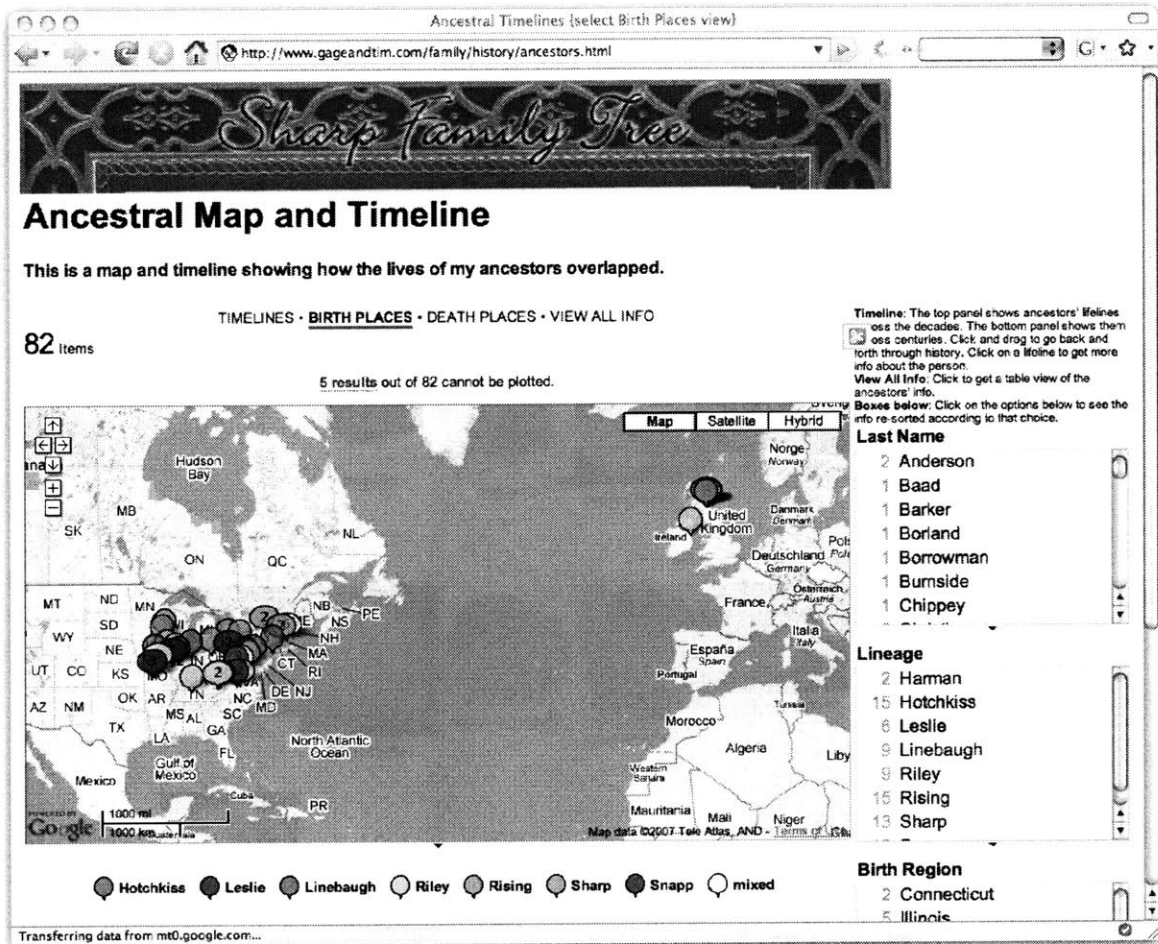 Ancestral Timelines {select Birth Places view}
http://www.gageandtim.com/family/history/ancestors.html
G
Sharp Family Tree
Ancestral Map and Timeline
This is a map and timeline showing how the lives of my ancestors overlapped.
TIMELINES • BIRTH PLACES • DEATH PLACES • VIEW ALL INFO
82 Items
5 results out of 82 cannot be plotted.
Timeline: The top panel shows ancestors' lifelines
oss the decades. The bottom panel shows them
oss centuries. Click and drag to go back and
forth through history. Click on a lifeline to get more
info about the person.
View All Info: Click to get a table view of the
ancestors' info.
Boxes below: Click on the options below to see the
info re-sorted according to that choice.
Map Satellite Hybrid
Hudson
Bay
MB
SK
ON
QC
NL
NB
PE
NS
MT
ND
MN
SD
WY
NE
NH
MA
CT
RI
UT
CO
KS
DE
NJ
MD
OK
AR
TN
NC
AZ
NM
MS
AL
SC
TX
GA
LA
FL
2
2
North Atlantic
Ocean
Gulf of
Mexico
Mexico
Cuba
PR
Norge
Norway
United
Kingdom
Ireland
Danmark
Denmark
Deutschland
Germany
Österreich
Austria
France
Italia
Italy
España
Spain
Portugal
Tunisia
Morocco
Algeria
Liby
Western
Sahara
Mauritania
Mali
Niger
POWERED BY
Google
1000 mi
1000 km
Map data ©2007 Tele Atlas, AND - Terms of Use
Hotchkiss Leslie Linebaugh Riley Rising Sharp Snapp mixed
Last Name
2 Anderson
1 Baad
1 Barker
1 Borland
1 Borrowman
1 Burnside
1 Chippey
Lineage
2 Harman
15 Hotchkiss
6 Leslie
9 Linebaugh
9 Riley
15 Rising
13 Sharp
Birth Region
2 Connecticut
5 Illinois
Transferring data from mt0.google.com...